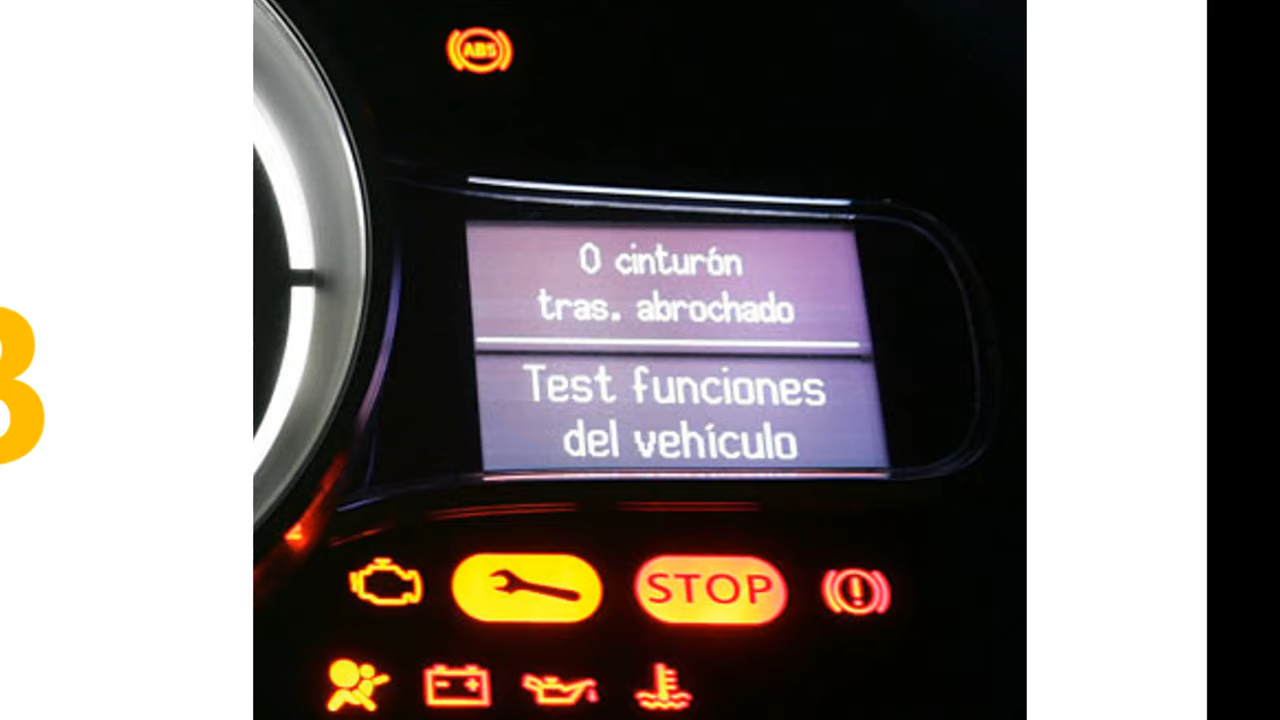 ABS
0 cinturón
tras. abrochado
Test funciones
del vehículo
STOP